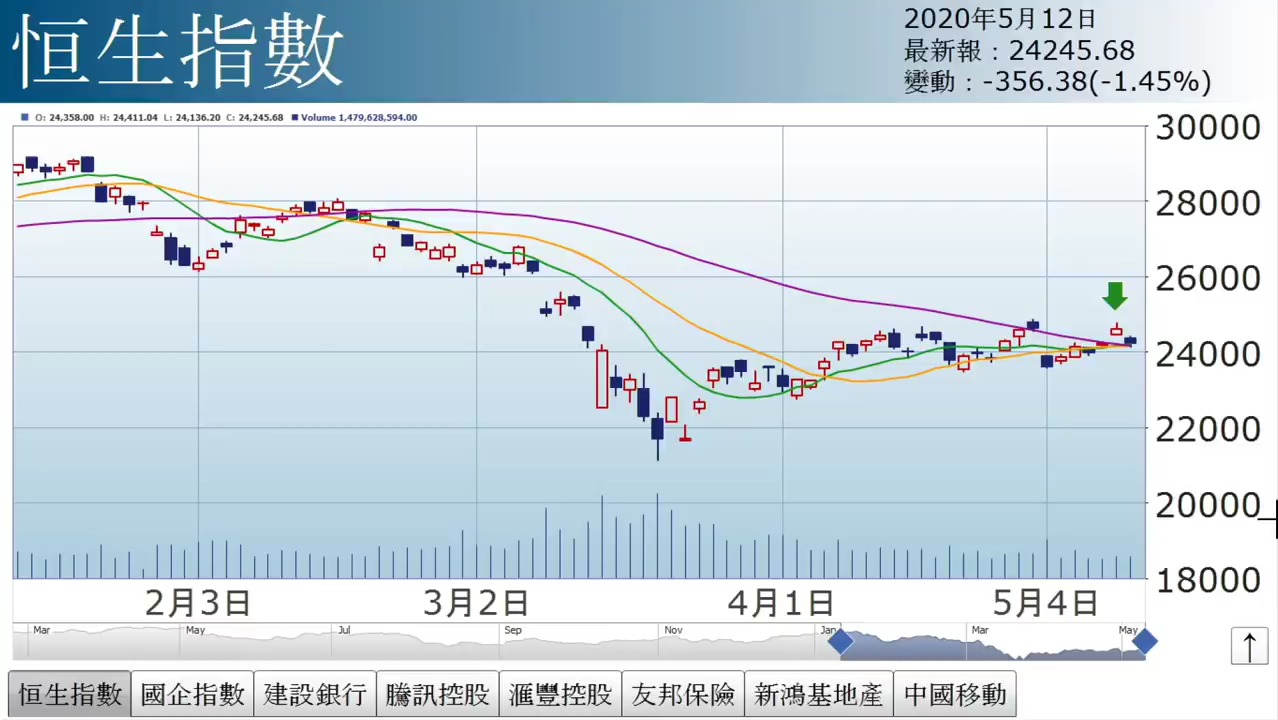 恒生指數
2020年5月12日
最新報：24245.68
變動：-356.38(-1.45%)
O: 24,358.00 H: 24,411.04 L: 24,136.20 C: 24,245.68 Volume 1,479,628,594.00
30000
28000
26000
24000
22000
20000
18000
2月3日 3月2日 4月1日 5月4日
Mar May Jul Sep Nov Jan Mar May
恒生指數 國企指數 建設銀行 騰訊控股 滙豐控股 友邦保險 新鴻基地產 中國移動